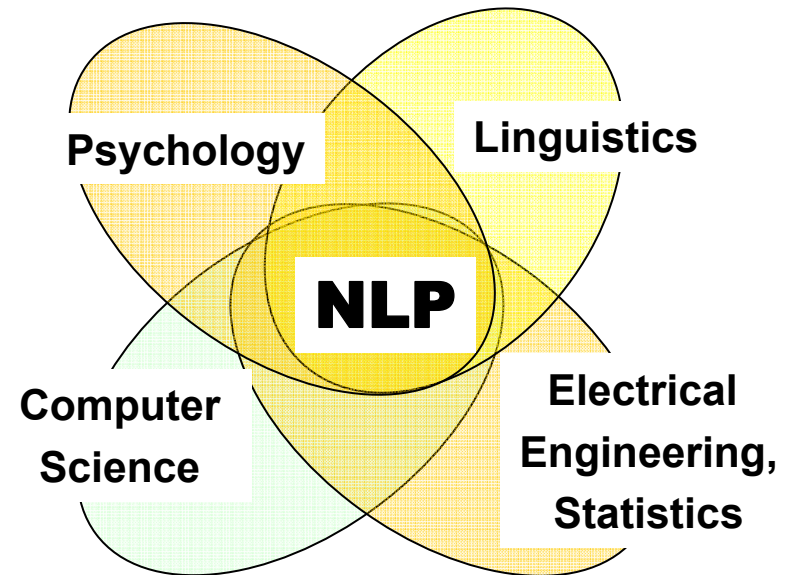 Psychology
Linguistics
NLP
Computer
Science
Electrical
Engineering,
Statistics